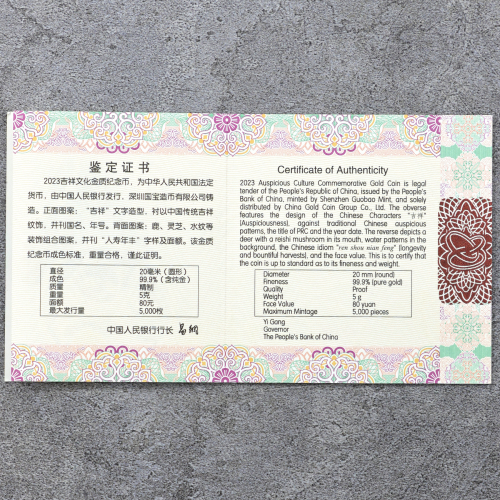 鉴定证书
2023吉祥文化金质纪念币，为中华人民共和国法定
货币，由中国人民银行发行，深圳国宝造币有限公司铸
造。正面图案：“吉祥”文字造型，衬以中国传统吉祥
纹饰，并刊国名、年号。背面图案：鹿、灵芝、水纹等
装饰组合图案，并刊“人寿年丰”字样及面额。该金质
纪念币成色标准，重量合格，谨此证明。
直径 20毫米（圆形）
成色 99.9%（含纯金）
质量 精制
重量 5克
面额 80元
最大发行量 5,000枚
中国人民银行行长
Certificate of Authenticity
2023 Auspicious Culture Commemorative Gold Coin is legal
tender of the People's Republic of China, issued by the People's
Bank of China, minted by Shenzhen Guobao Mint, and solely
distributed by China Gold Coin Group Co., Ltd. The obverse
features the design of the Chinese Characters "吉祥"
(Auspiciousness), against traditional Chinese auspicious
patterns, the title of PRC and the year date. The reverse depicts a
deer with a reishi mushroom in its mouth, water patterns in the
background, the Chinese idiom "ren shou nian feng" (longevity
and bountiful harvests), and the face value. This is to certify that
the coin is up to standard as to its fineness and weight.
Diameter 20 mm (round)
Fineness 99.9% (pure gold)
Quality Proof
Weight 5 g
Face Value 80 yuan
Maximum Mintage 5,000 pieces
Yi Gang
Governor
The People's Bank of China